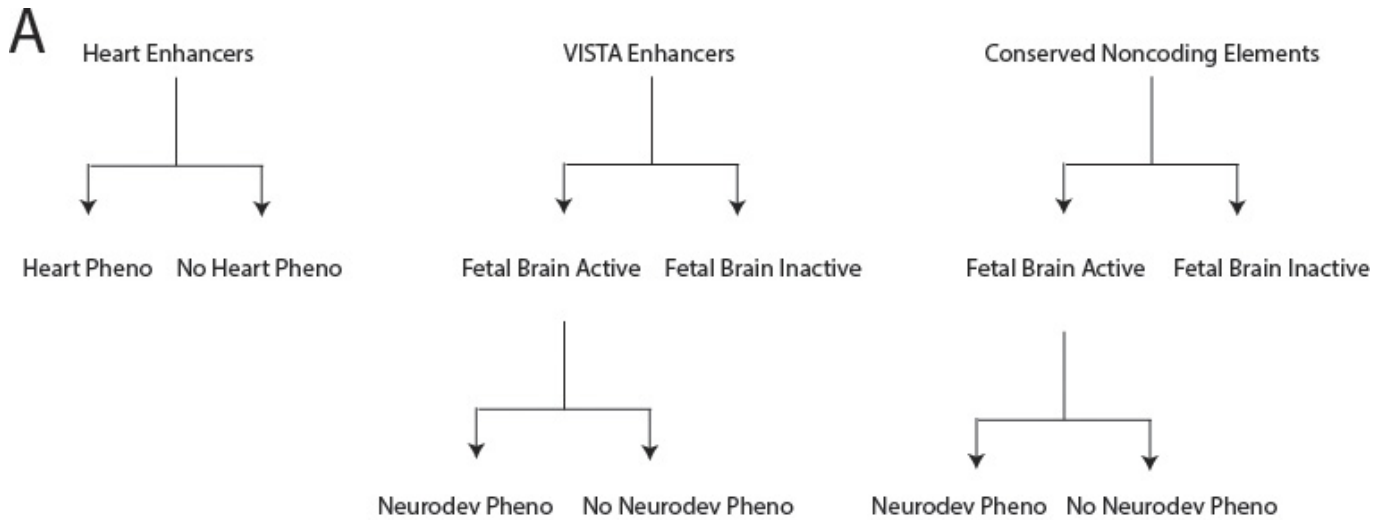 A
Heart Enhancers VISTA Enhancers Conserved Noncoding Elements
Heart Pheno No Heart Pheno Fetal Brain Active Fetal Brain Inactive Fetal Brain Active Fetal Brain Inactive
Neurodev Pheno No Neurodev Pheno Neurodev Pheno No Neurodev Pheno